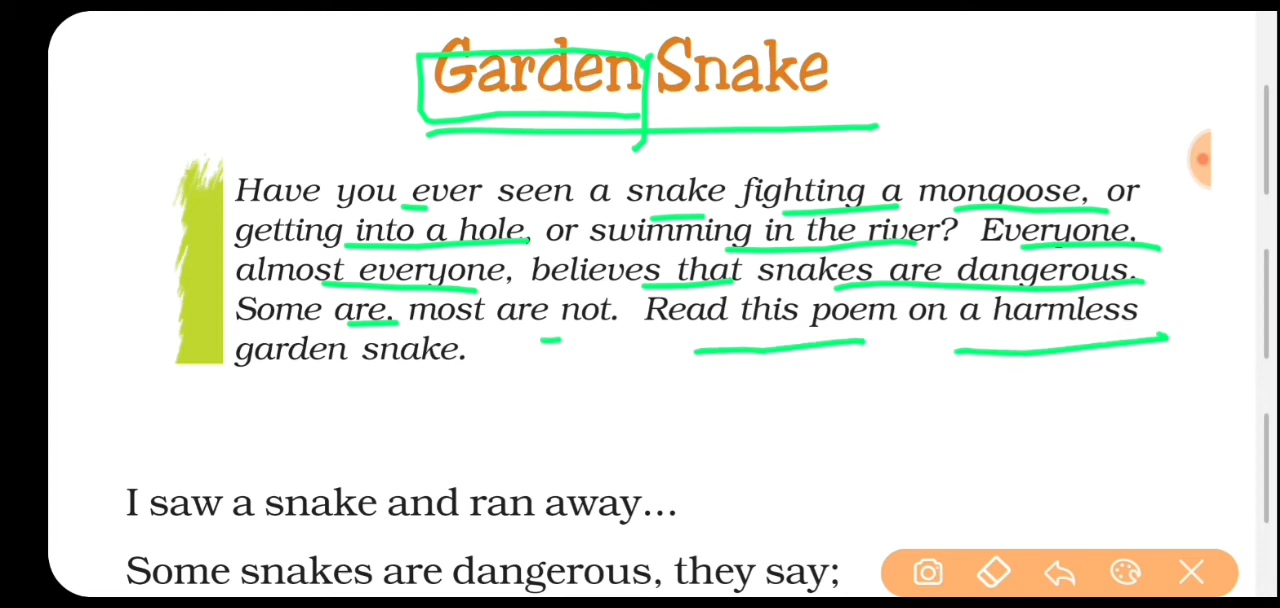 Garden Snake
Have you ever seen a snake fighting a mongoose, or
getting into a hole, or swimming in the river? Everyone,
almost everyone, believes that snakes are dangerous.
Some are, most are not. Read this poem on a harmless
garden snake.
I saw a snake and ran away...
Some snakes are dangerous, they say;